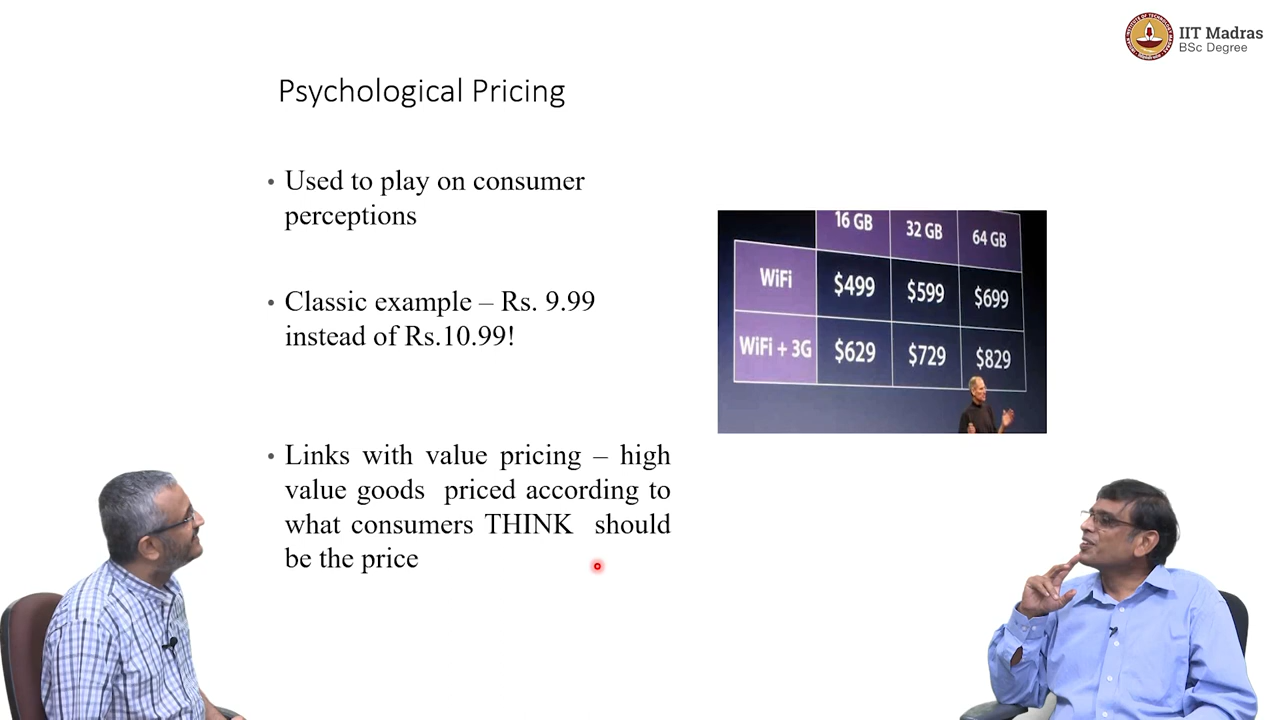 IIT Madras
BSc Degree
Psychological Pricing
• Used to play on consumer
perceptions
• Classic example – Rs. 9.99
instead of Rs.10.99!
• Links with value pricing – high
value goods priced according to
what consumers THINK should
be the price
16 GB 32 GB 64 GB
WiFi $499 $599 $699
WiFi + 3G $629 $729 $829